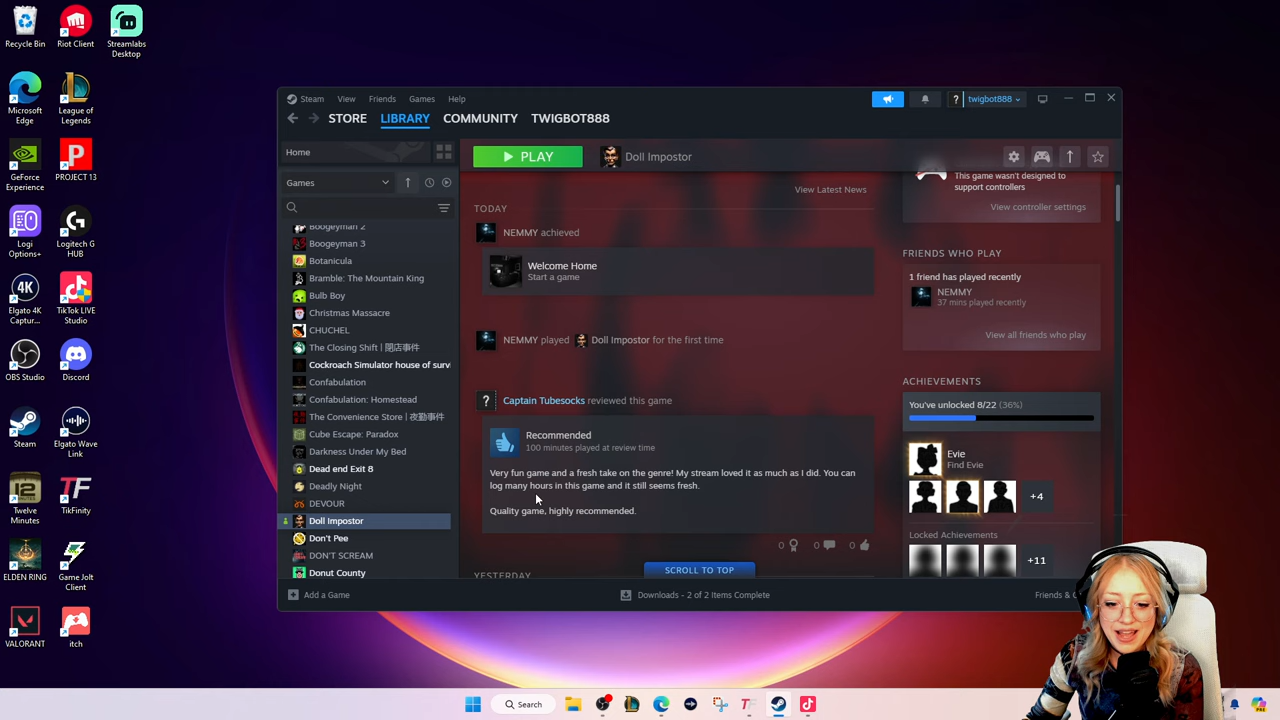 Recycle Bin
Riot Client
Streamlabs Desktop
Microsoft Edge
League of Legends
GeForce Experience
PROJECT 13
Logi Options+
Logitech G HUB
4K
Elgato 4K Captur...
TikTok LIVE Studio
OBS Studio
Discord
Steam
Elgato Wave Link
Twelve Minutes
TikFinity
ELDEN RING
Game Jolt Client
VALORANT
itch
Steam View Friends Games Help
twigbot888
STORE LIBRARY COMMUNITY TWIGBOT888
Home
Games
Boogeyman 2
Boogeyman 3
Botanicula
Bramble: The Mountain King
Bulb Boy
Christmas Massacre
CHUCHEL
The Closing Shift | 閉店事件
Cockroach Simulator house of surv
Confabulation
Confabulation: Homestead
The Convenience Store | 夜勤事件
Cube Escape: Paradox
Darkness Under My Bed
Dead end Exit 8
Deadly Night
DEVOUR
Doll Impostor
Don't Pee
DON'T SCREAM
Donut County
Add a Game
PLAY
Doll Impostor
View Latest News
TODAY
NEMMY achieved
Welcome Home
Start a game
NEMMY played Doll Impostor for the first time
? Captain Tubesocks reviewed this game
Recommended
100 minutes played at review time
Very fun game and a fresh take on the genre! My stream loved it as much as I did. You can
log many hours in this game and it still seems fresh.
Quality game, highly recommended.
0 0 0
YESTERDAY
SCROLL TO TOP
This game wasn't designed to
support controllers
View controller settings
FRIENDS WHO PLAY
1 friend has played recently
NEMMY
37 mins played recently
View all friends who play
ACHIEVEMENTS
You've unlocked 8/22 (36%)
Evie
Find Evie
+4
Locked Achievements
+11
Downloads - 2 of 2 Items Complete
Friends &
Search